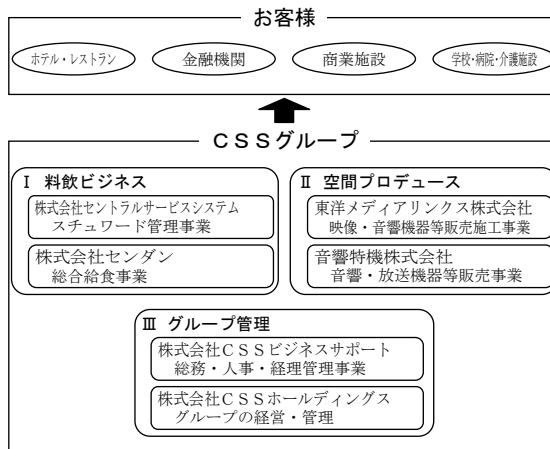 お客様
ホテル・レストラン
金融機関
商業施設
学校・病院・介護施設
ＣＳＳグループ
Ⅰ 料飲ビジネス
株式会社セントラルサービスシステム
スチュワード管理事業
株式会社センダン
総合給食事業
Ⅱ 空間プロデュース
東洋メディアリンクス株式会社
映像・音響機器等販売施工事業
音響特機株式会社
音響・放送機器等販売事業
Ⅲ グループ管理
株式会社ＣＳＳビジネスサポート
総務・人事・経理管理事業
株式会社ＣＳＳホールディングス
グループの経営・管理